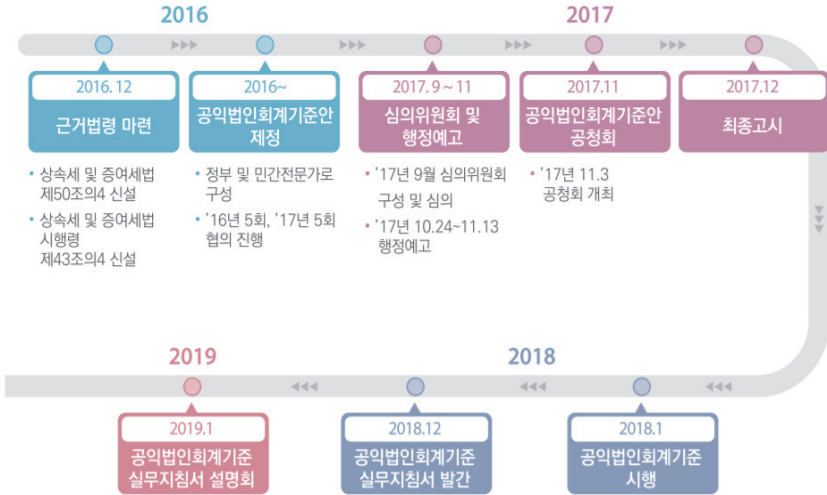 2016
2017
2016. 12
근거법령 마련
• 상속세 및 증여세법
제50조의4 신설
• 상속세 및 증여세법
시행령
제43조의4 신설
2016~
공익법인회계기준안
제정
• 정부 및 민간전문가로
구성
• '16년 5회, '17년 5회
협의 진행
2017. 9 ~ 11
심의위원회 및
행정예고
• '17년 9월 심의위원회
구성 및 심의
• '17년 10.24~11.13
행정예고
2017.11
공익법인회계기준안
공청회
• '17년 11.3
공청회 개최
2017.12
최종고시
2019
2018
2019.1
공익법인회계기준
실무지침서 설명회
2018.12
공익법인회계기준
실무지침서 발간
2018.1
공익법인회계기준
시행